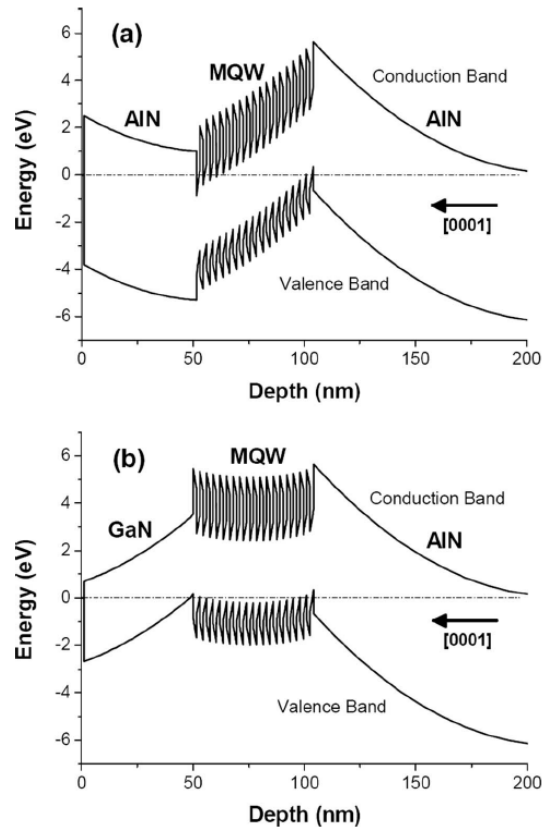 (a)
MQW
Conduction Band
AlN
AlN
[0001]
Valence Band
Energy (eV)
6
4
2
0
-2
-4
-6
0 50 100 150 200
Depth (nm)
(b)
MQW
Conduction Band
GaN
AlN
[0001]
Valence Band
Energy (eV)
6
4
2
0
-2
-4
-6
0 50 100 150 200
Depth (nm)